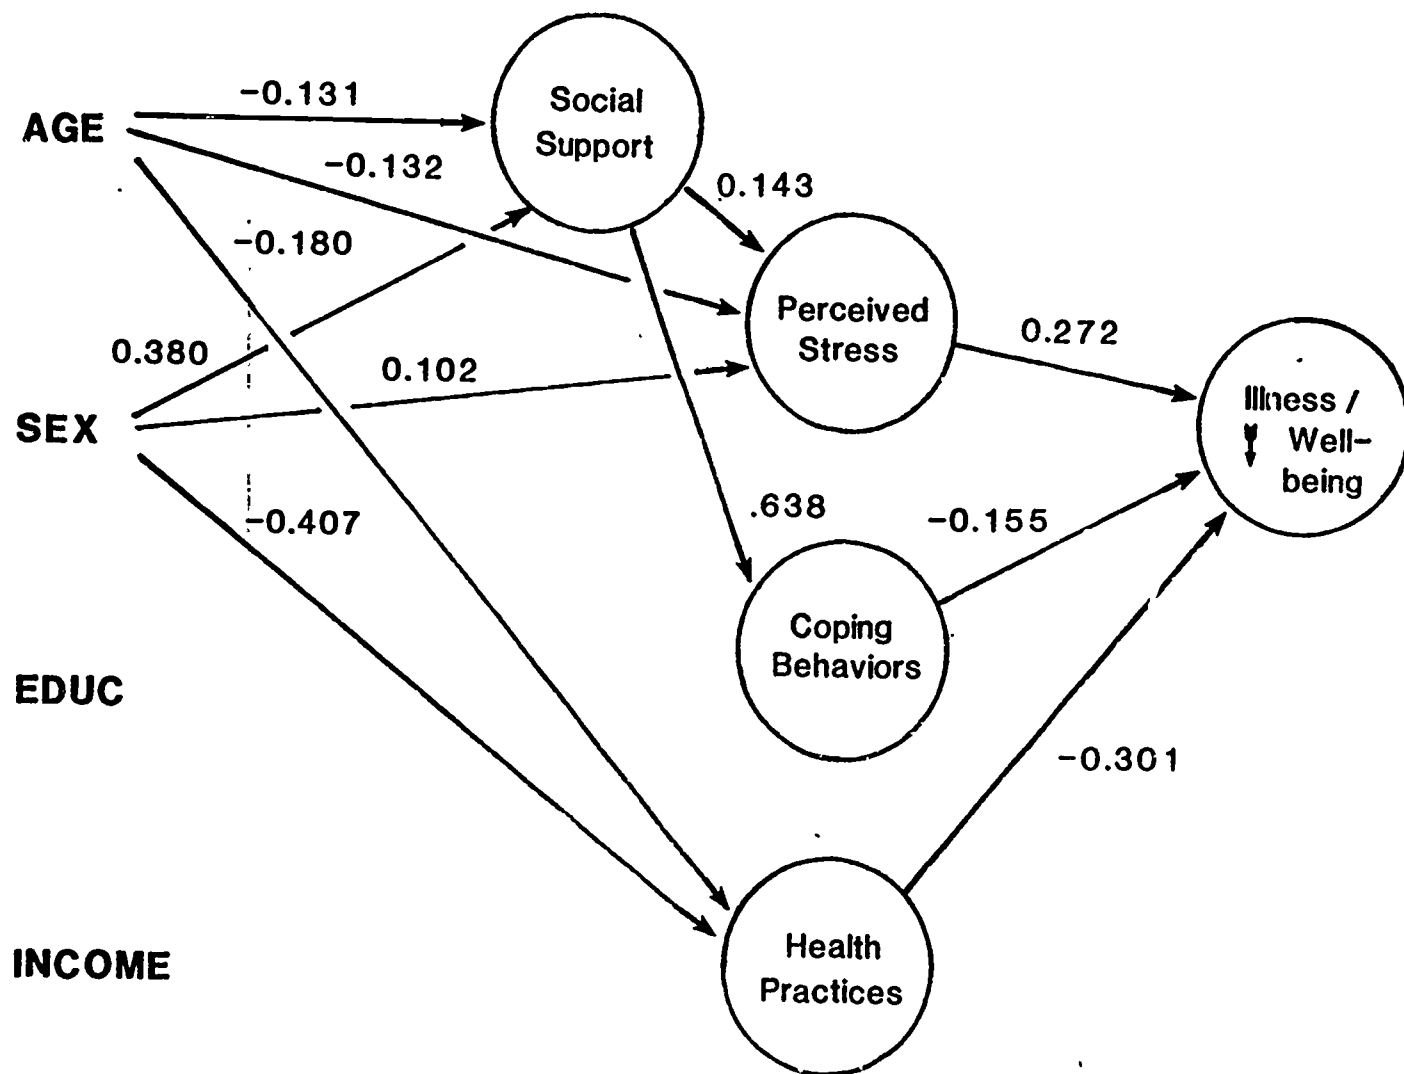 -0.131
Social
Support
AGE
-0.132
0.143
-0.180
Perceived
Stress
0.272
0.380
0.102
SEX
Illness /
Well-
being
-0.407
.638
-0.155
Coping
Behaviors
EDUC
-0.301
Health
Practices
INCOME